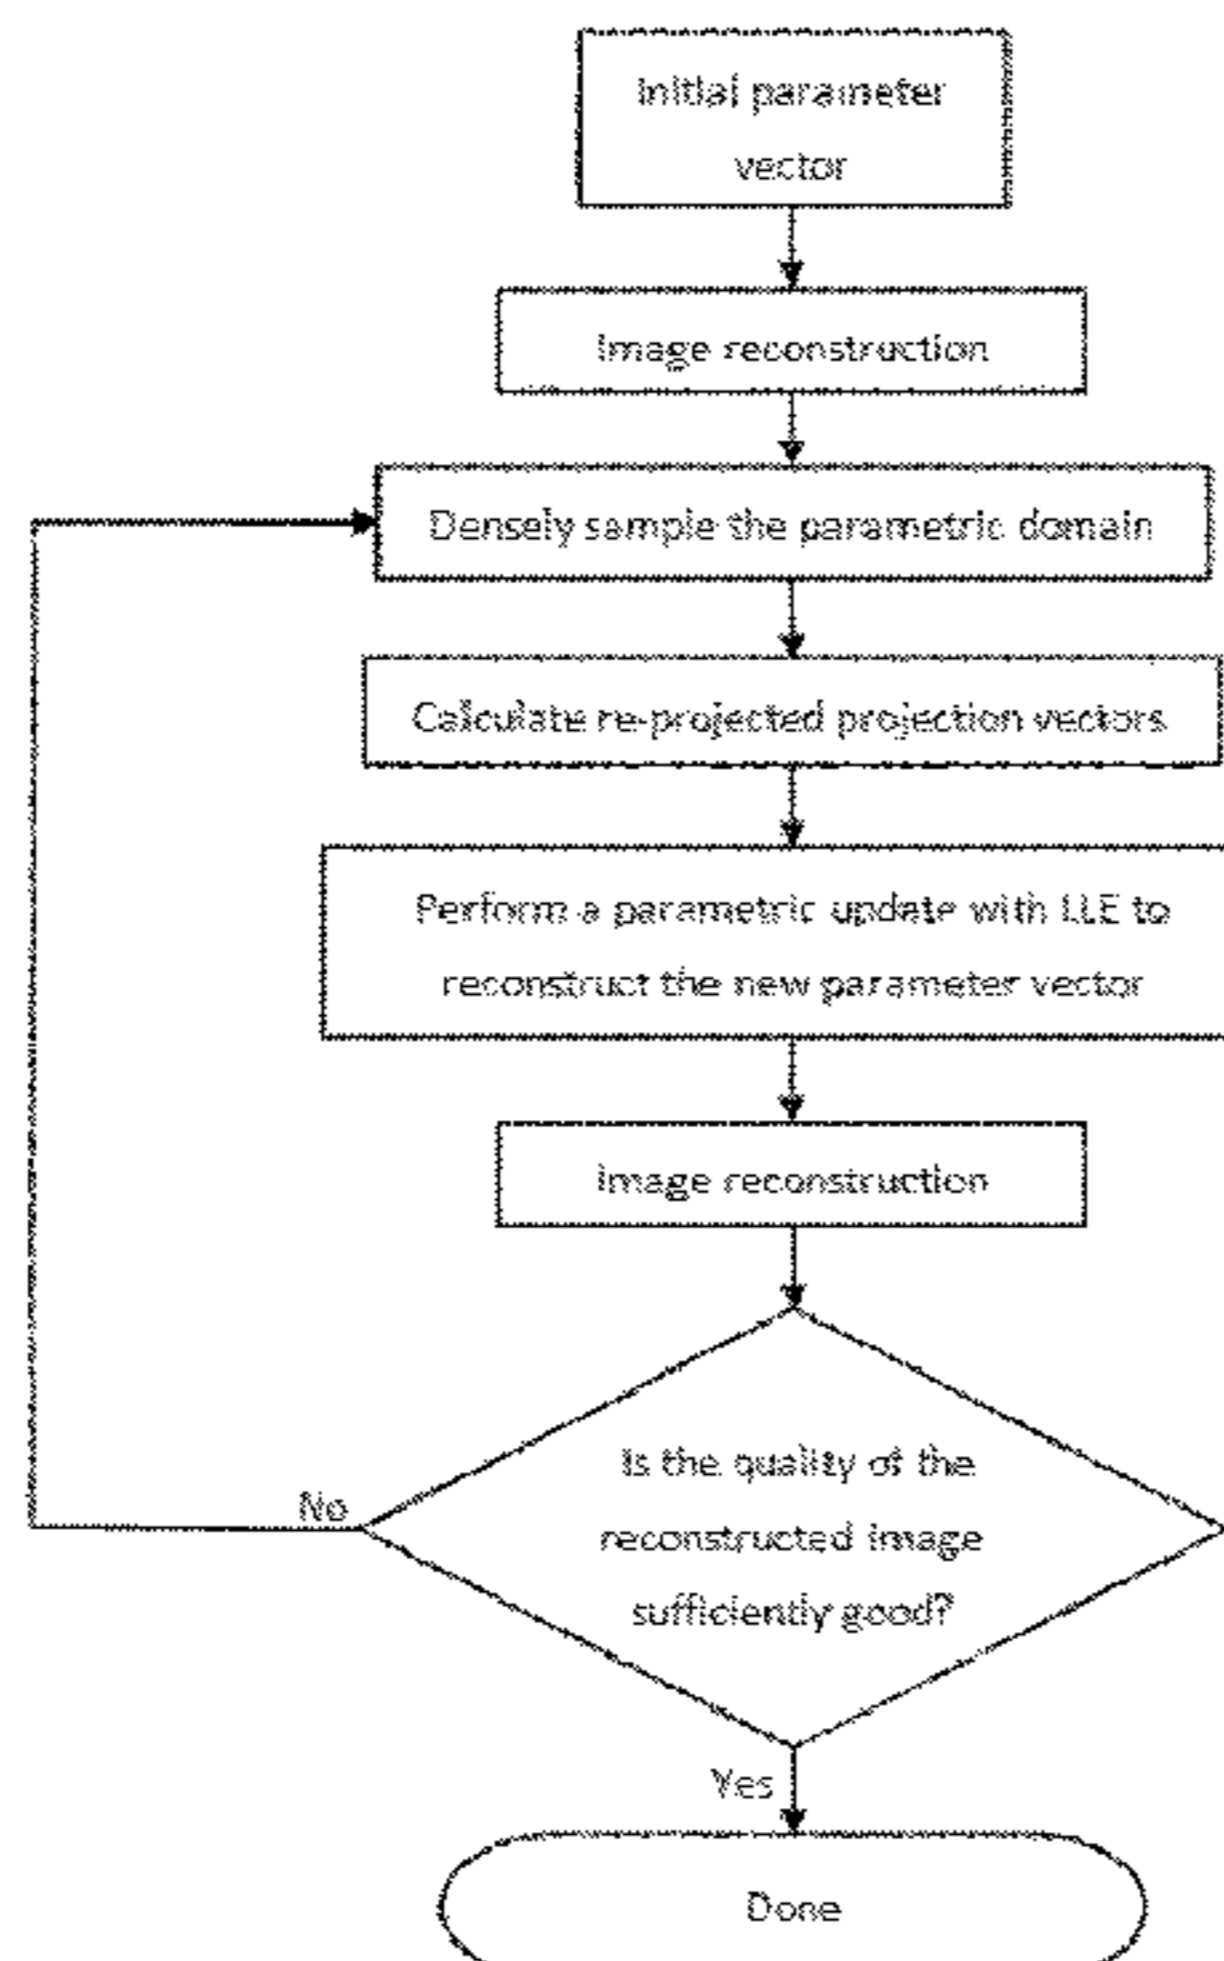 Initial parameter
vector
Image reconstruction
Densely sample the parametric domain
Calculate re-projected projection vectors
Perform a parametric update with LLE to
reconstruct the new parameter vector
Image reconstruction
Is the quality of the
reconstructed image
sufficiently good?
No
Yes
Done